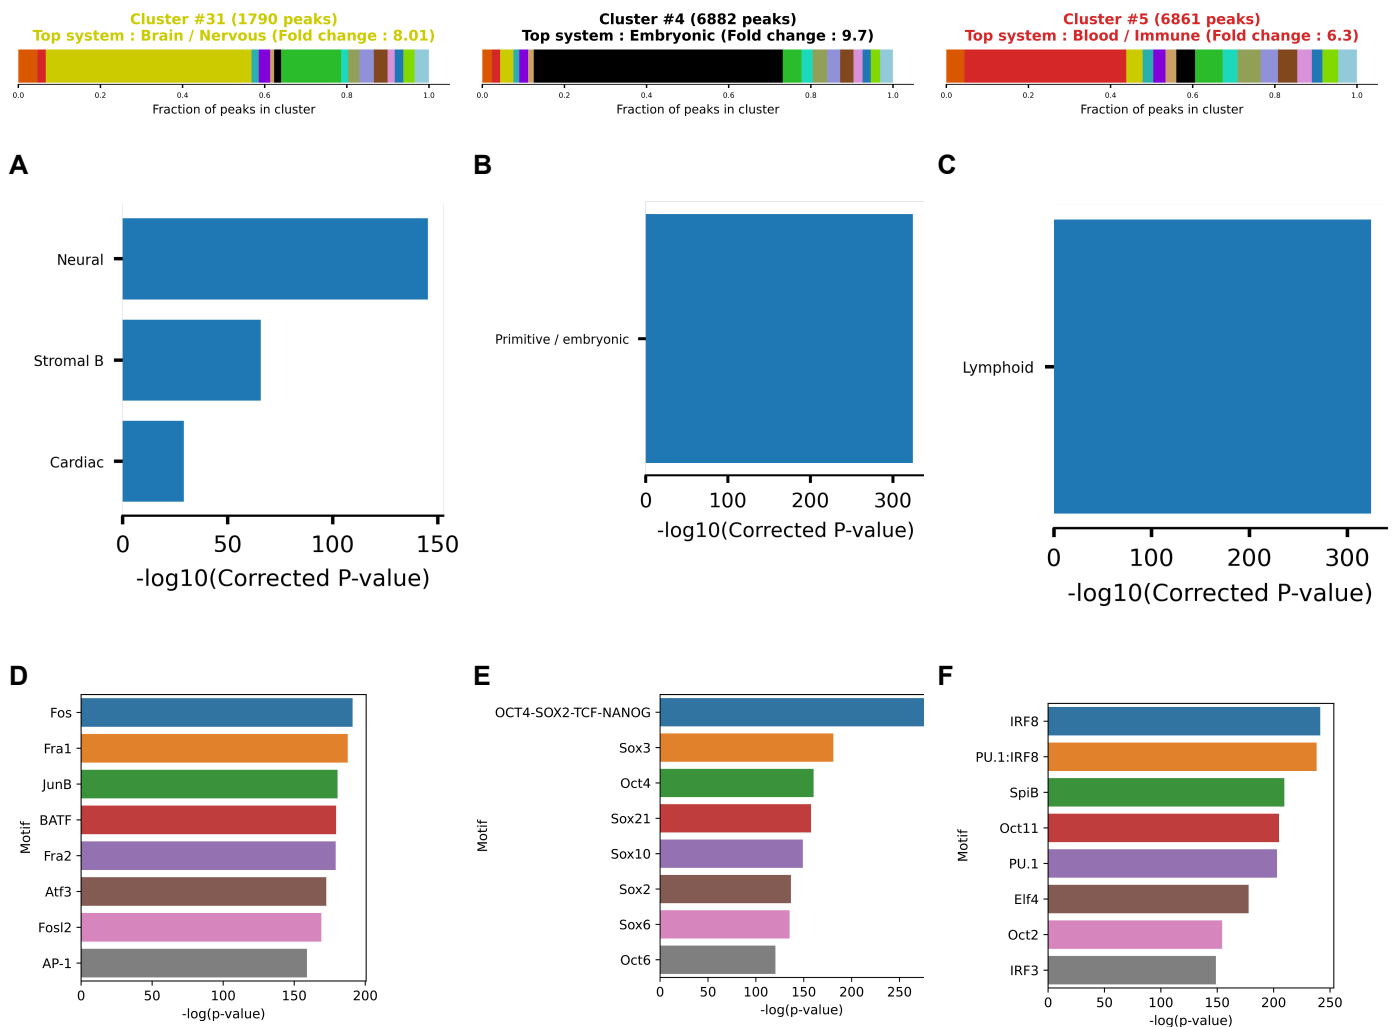 Cluster #31 (1790 peaks)
Top system : Brain / Nervous (Fold change : 8.01)
0.0 0.2 0.4 0.6 0.8 1.0
Fraction of peaks in cluster
Cluster #4 (6882 peaks)
Top system : Embryonic (Fold change : 9.7)
0.0 0.2 0.4 0.6 0.8 1.0
Fraction of peaks in cluster
Cluster #5 (6861 peaks)
Top system : Blood / Immune (Fold change : 6.3)
0.0 0.2 0.4 0.6 0.8 1.0
Fraction of peaks in cluster
A
Neural
Stromal B
Cardiac
0 50 100 150
-log10(Corrected P-value)
B
Primitive / embryonic
0 100 200 300
-log10(Corrected P-value)
C
Lymphoid
0 100 200 300
-log10(Corrected P-value)
D
Motif
Fos
Fra1
JunB
BATF
Fra2
Atf3
Fosl2
AP-1
0 50 100 150 200
-log(p-value)
E
Motif
OCT4-SOX2-TCF-NANOG
Sox3
Oct4
Sox21
Sox10
Sox2
Sox6
Oct6
0 50 100 150 200 250
-log(p-value)
F
Motif
IRF8
PU.1:IRF8
SpiB
Oct11
PU.1
Elf4
Oct2
IRF3
0 50 100 150 200 250
-log(p-value)